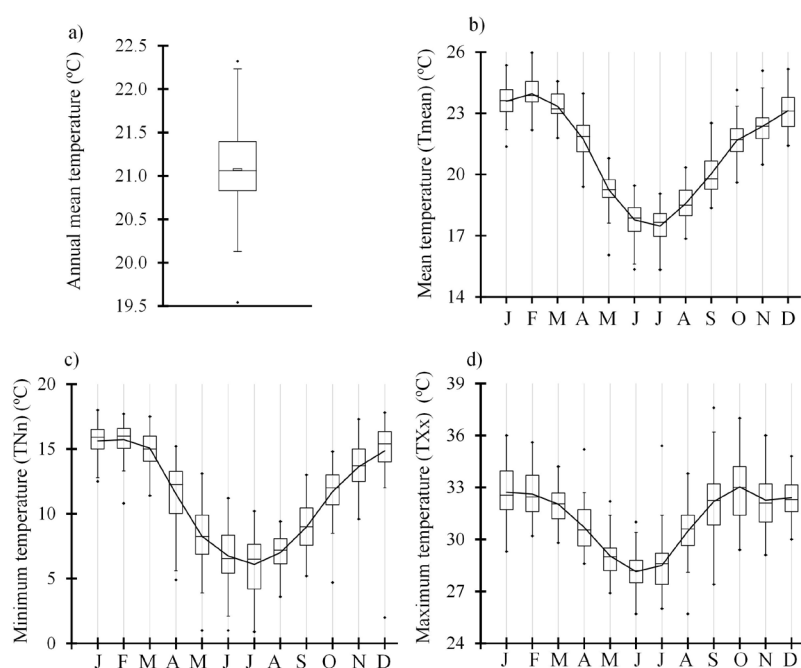 a)
Annual mean temperature (ºC)
22.5
22.0
21.5
21.0
20.5
20.0
19.5
b)
Mean temperature (Tmean) (ºC)
26
23
20
17
14
J F M A M J J A S O N D
c)
Minimum temperature (TNn) (ºC)
20
15
10
5
0
J F M A M J J A S O N D
d)
Maximum temperature (TXx) (ºC)
39
36
33
30
27
24
J F M A M J J A S O N D